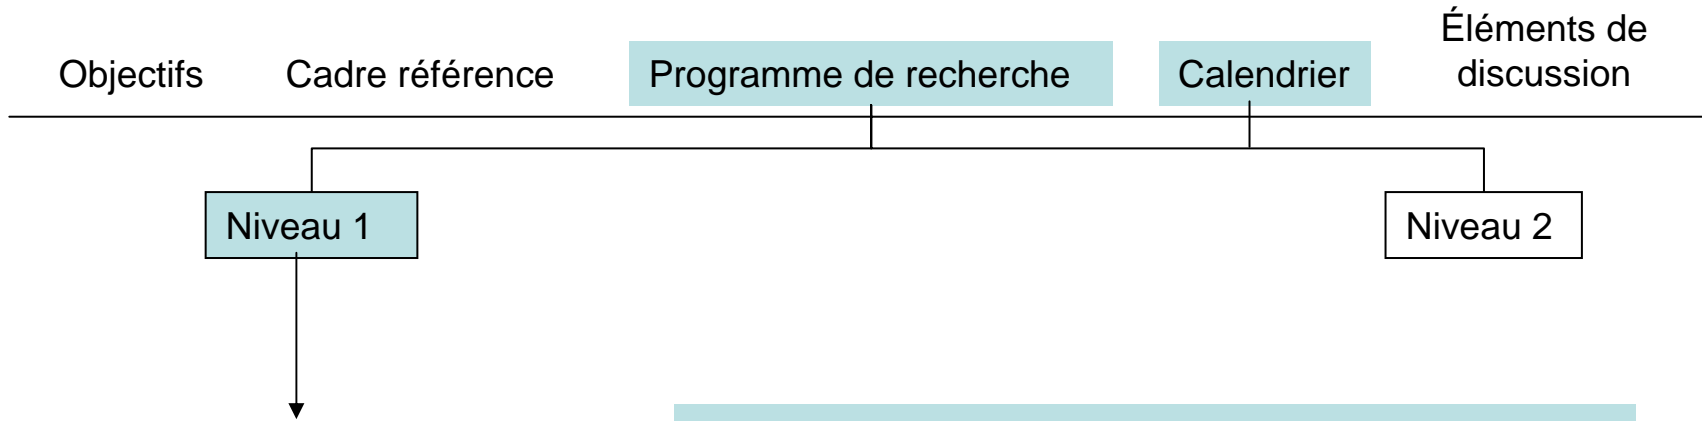 Objectifs Cadre référence Programme de recherche Calendrier Éléments de
discussion
Niveau 1 Niveau 2